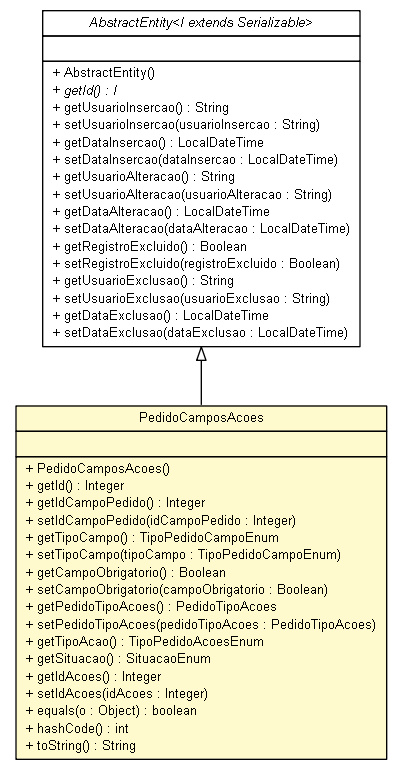 AbstractEntity<I extends Serializable>
+ AbstractEntity()
+ getId() : I
+ getUsuarioInsercao() : String
+ setUsuarioInsercao(usuarioInsercao : String)
+ getDataInsercao() : LocalDateTime
+ setDataInsercao(dataInsercao : LocalDateTime)
+ getUsuarioAlteracao() : String
+ setUsuarioAlteracao(usuarioAlteracao : String)
+ getDataAlteracao() : LocalDateTime
+ setDataAlteracao(dataAlteracao : LocalDateTime)
+ getRegistroExcluido() : Boolean
+ setRegistroExcluido(registroExcluido : Boolean)
+ getUsuarioExclusao() : String
+ setUsuarioExclusao(usuarioExclusao : String)
+ getDataExclusao() : LocalDateTime
+ setDataExclusao(dataExclusao : LocalDateTime)
PedidoCamposAcoes
+ PedidoCamposAcoes()
+ getId() : Integer
+ getIdCampoPedido() : Integer
+ setIdCampoPedido(idCampoPedido : Integer)
+ getTipoCampo() : TipoPedidoCampoEnum
+ setTipoCampo(tipoCampo : TipoPedidoCampoEnum)
+ getCampoObrigatorio() : Boolean
+ setCampoObrigatorio(campoObrigatorio : Boolean)
+ getPedidoTipoAcoes() : PedidoTipoAcoes
+ setPedidoTipoAcoes(pedidoTipoAcoes : PedidoTipoAcoes)
+ getTipoAcao() : TipoPedidoAcoesEnum
+ getSituacao() : SituacaoEnum
+ getIdAcoes() : Integer
+ setIdAcoes(idAcoes : Integer)
+ equals(o : Object) : boolean
+ hashCode() : int
+ toString() : String